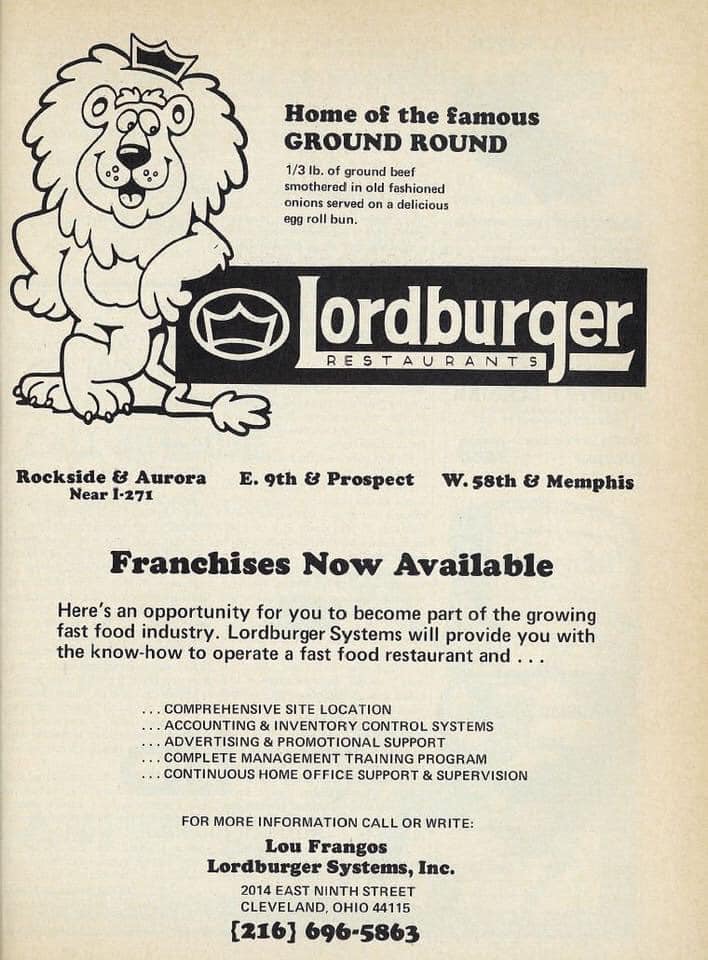 Home of the famous
GROUND ROUND
1/3 lb. of ground beef
smothered in old fashioned
onions served on a delicious
egg roll bun.
Lordburger
RESTAURANTS
Rockside & Aurora E. 9th & Prospect W. 58th & Memphis
Near I-271
Franchises Now Available
Here's an opportunity for you to become part of the growing
fast food industry. Lordburger Systems will provide you with
the know-how to operate a fast food restaurant and . . .
. . . COMPREHENSIVE SITE LOCATION
. . . ACCOUNTING & INVENTORY CONTROL SYSTEMS
. . . ADVERTISING & PROMOTIONAL SUPPORT
. . . COMPLETE MANAGEMENT TRAINING PROGRAM
. . . CONTINUOUS HOME OFFICE SUPPORT & SUPERVISION
FOR MORE INFORMATION CALL OR WRITE:
Lou Frangos
Lordburger Systems, Inc.
2014 EAST NINTH STREET
CLEVELAND, OHIO 44115
[216] 696-5863